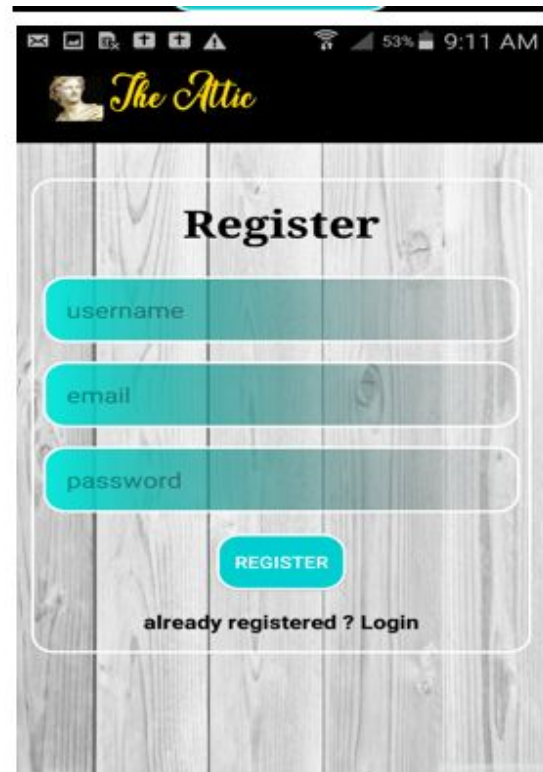 53% 9:11 AM
The Attic
Register
username
email
password
REGISTER
already registered ? Login